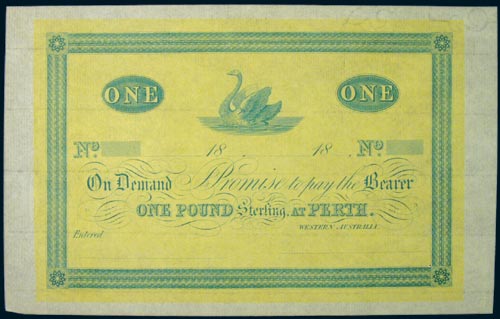 ONE ONE
No. 18 18 No.
On Demand I Promise to pay the Bearer
ONE POUND Sterling, AT PERTH.
WESTERN AUSTRALIA
Entered